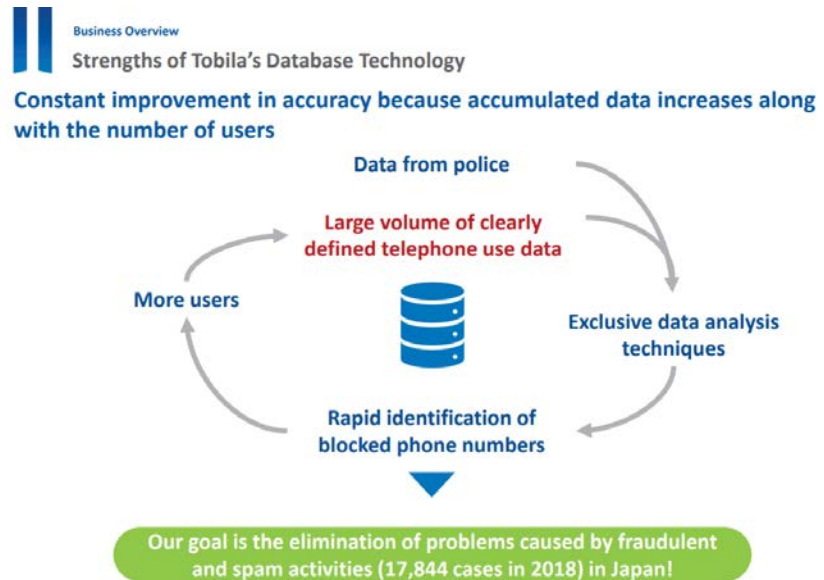 Business Overview
Strengths of Tobila's Database Technology
Constant improvement in accuracy because accumulated data increases along
with the number of users
Data from police
Large volume of clearly
defined telephone use data
More users
Exclusive data analysis
techniques
Rapid identification of
blocked phone numbers
Our goal is the elimination of problems caused by fraudulent
and spam activities (17,844 cases in 2018) in Japan!